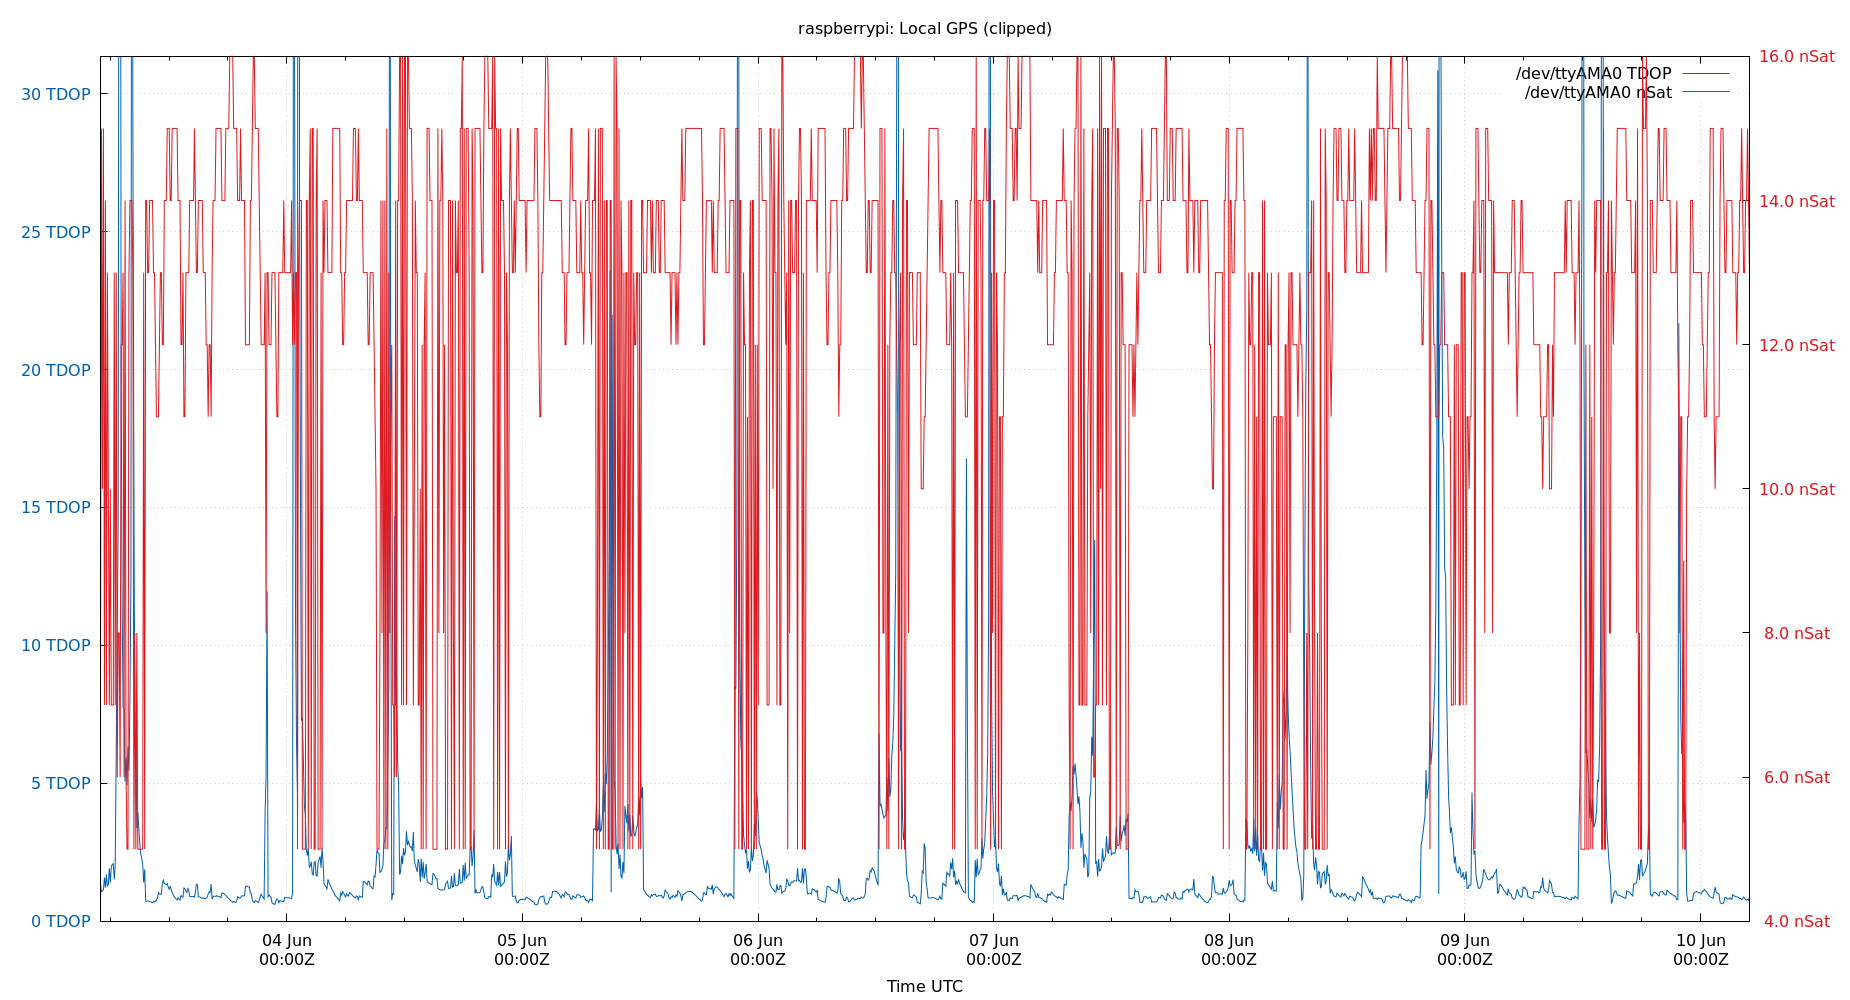 raspberrypi: Local GPS (clipped)
16.0 nSat
/dev/ttyAMA0 TDOP
/dev/ttyAMA0 nSat
30 TDOP
14.0 nSat
25 TDOP
12.0 nSat
20 TDOP
10.0 nSat
15 TDOP
8.0 nSat
10 TDOP
6.0 nSat
5 TDOP
4.0 nSat
0 TDOP
04 Jun 05 Jun 06 Jun 07 Jun 08 Jun 09 Jun 10 Jun
00:00Z 00:00Z 00:00Z 00:00Z 00:00Z 00:00Z 00:00Z
Time UTC